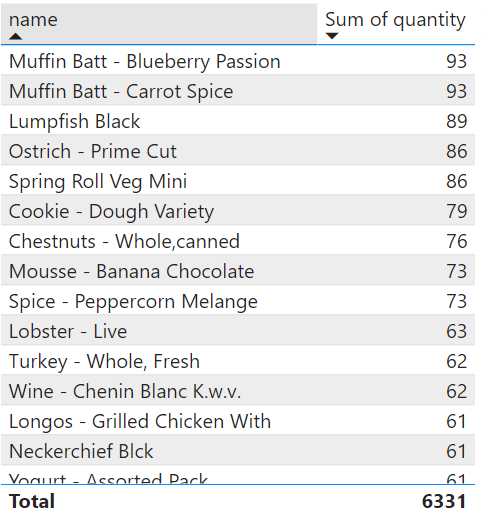 name Sum of quantity
Muffin Batt - Blueberry Passion 93
Muffin Batt - Carrot Spice 93
Lumpfish Black 89
Ostrich - Prime Cut 86
Spring Roll Veg Mini 86
Cookie - Dough Variety 79
Chestnuts - Whole,canned 76
Mousse - Banana Chocolate 73
Spice - Peppercorn Melange 73
Lobster - Live 63
Turkey - Whole, Fresh 62
Wine - Chenin Blanc K.w.v. 62
Longos - Grilled Chicken With 61
Neckerchief Blck 61
Yogurt - Assorted Pack 61
Total 6331